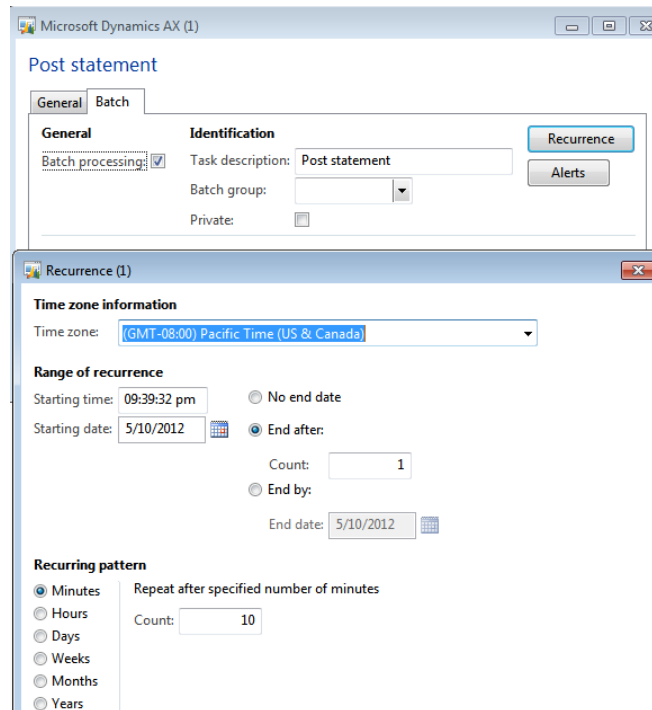 Microsoft Dynamics AX (1)
Post statement
General Batch
General Identification Recurrence
Batch processing: Task description: Post statement
Alerts
Batch group:
Private:
Recurrence (1)
Time zone information
Time zone: (GMT-08:00) Pacific Time (US & Canada)
Range of recurrence
Starting time: 09:39:32 pm No end date
Starting date: 5/10/2012 End after:
Count: 1
End by:
End date: 5/10/2012
Recurring pattern
Minutes Repeat after specified number of minutes
Hours Count: 10
Days
Weeks
Months
Years